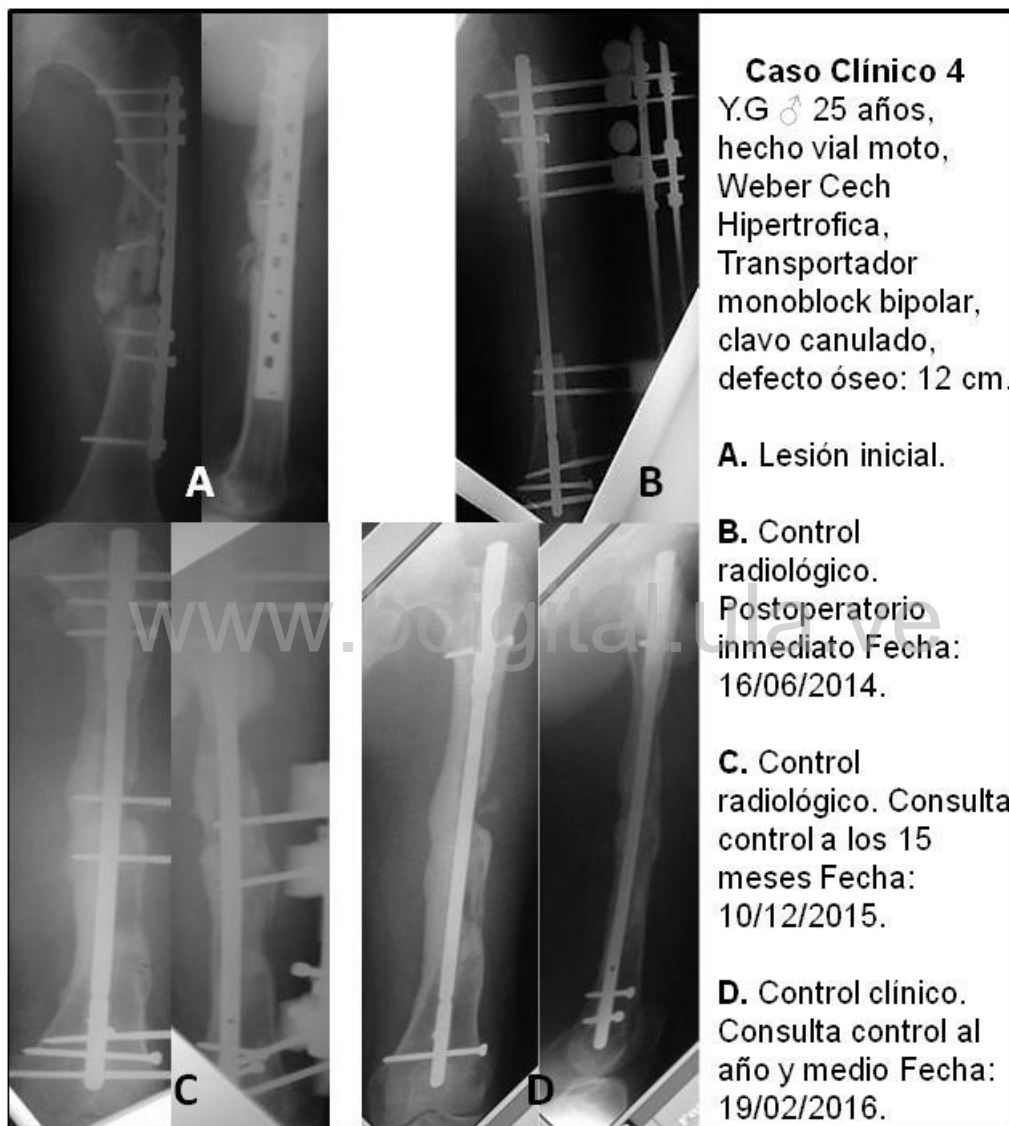 Caso Clínico 4
Y.G ♂ 25 años,
hecho vial moto,
Weber Cech
Hipertrofica,
Transportador
monoblock bipolar,
clavo canulado,
defecto óseo: 12 cm.
A. Lesión inicial.
B. Control
radiológico.
Postoperatorio
inmediato Fecha:
16/06/2014.
C. Control
radiológico. Consulta
control a los 15
meses Fecha:
10/12/2015.
D. Control clínico.
Consulta control al
año y medio Fecha:
19/02/2016.
A
B
C
D
www.bdigital.ula.ve